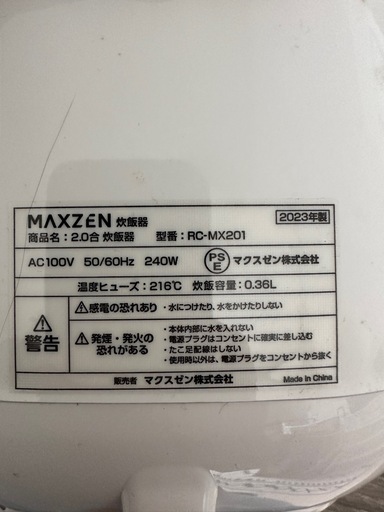 MAXZEN 炊飯器 2023年製
商品名：2.0合 炊飯器 型番：RC-MX201
AC100V 50/60Hz 240W PSE マクスゼン株式会社
温度ヒューズ：216℃ 炊飯容量：0.36L
警告
感電の恐れあり ・水につけたり、水をかけたりしない
発煙・発火の
恐れがある
・本体内部に水を入れない
・電源プラグはコンセントに確実に差し込む
・たこ足配線はしない
・使用時以外は、電源プラグをコンセントから抜く
販売者 マクスゼン株式会社 Made in China